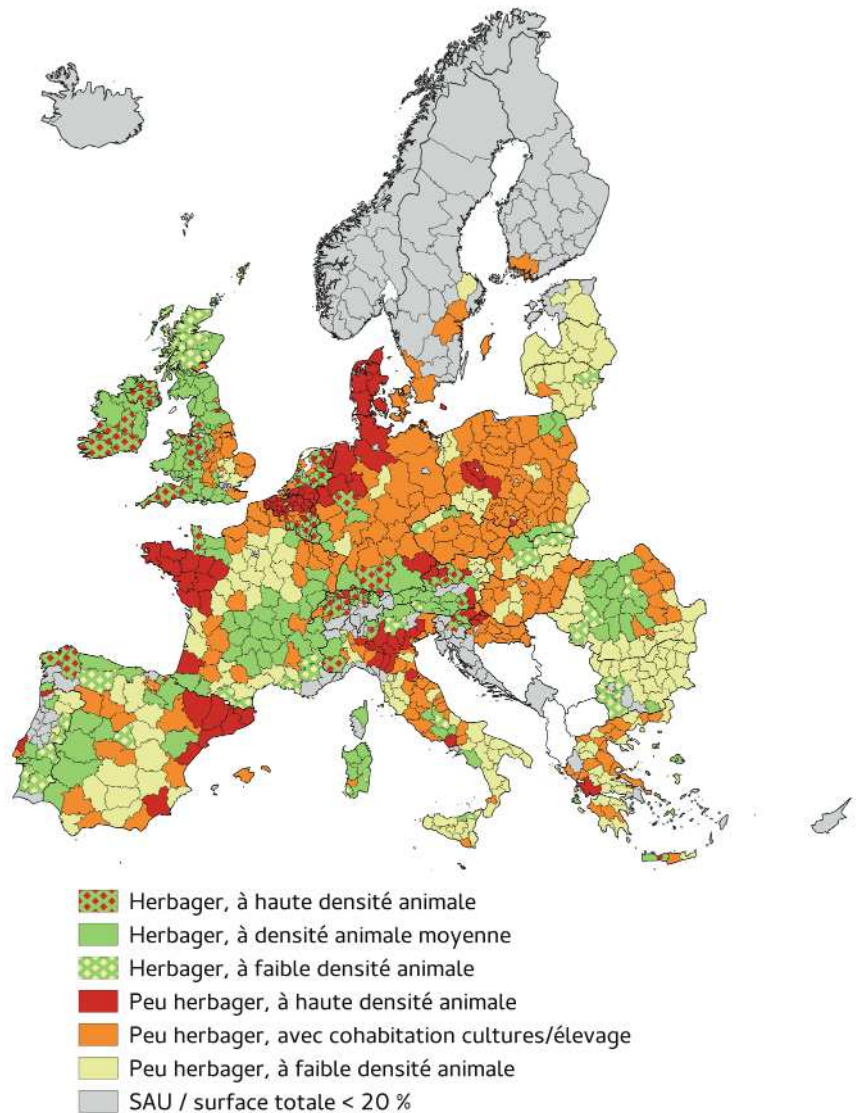 Herbager, à haute densité animale
Herbager, à densité animale moyenne
Herbager, à faible densité animale
Peu herbager, à haute densité animale
Peu herbager, avec cohabitation cultures/élevage
Peu herbager, à faible densité animale
SAU / surface totale < 20 %